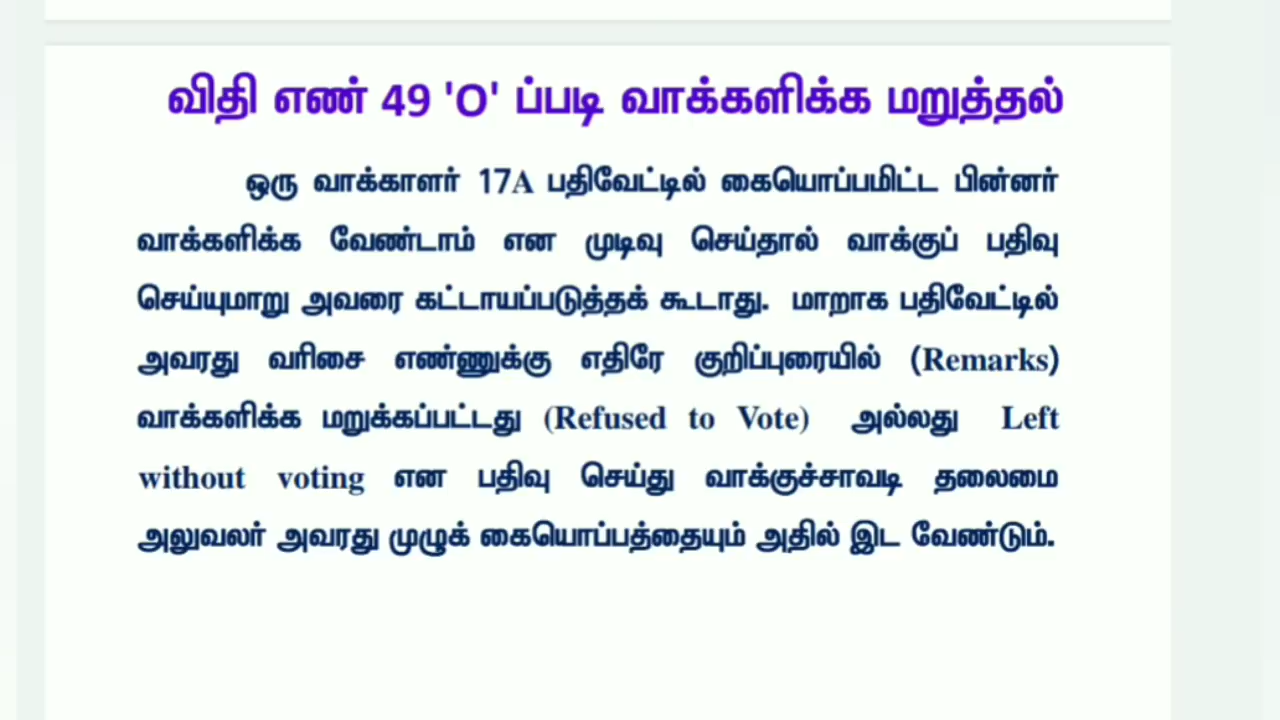 விதி எண் 49 'O' ப்படி வாக்களிக்க மறுத்தல்
ஒரு வாக்காளர் 17A பதிவேட்டில் கையொப்பமிட்ட பின்னர்
வாக்களிக்க வேண்டாம் என முடிவு செய்தால் வாக்குப் பதிவு
செய்யுமாறு அவரை கட்டாயப்படுத்தக் கூடாது. மாறாக பதிவேட்டில்
அவரது வரிசை எண்ணுக்கு எதிரே குறிப்புரையில் (Remarks)
வாக்களிக்க மறுக்கப்பட்டது (Refused to Vote) அல்லது Left
without voting என பதிவு செய்து வாக்குச்சாவடி தலைமை
அலுவலர் அவரது முழுக் கையொப்பத்தையும் அதில் இட வேண்டும்.